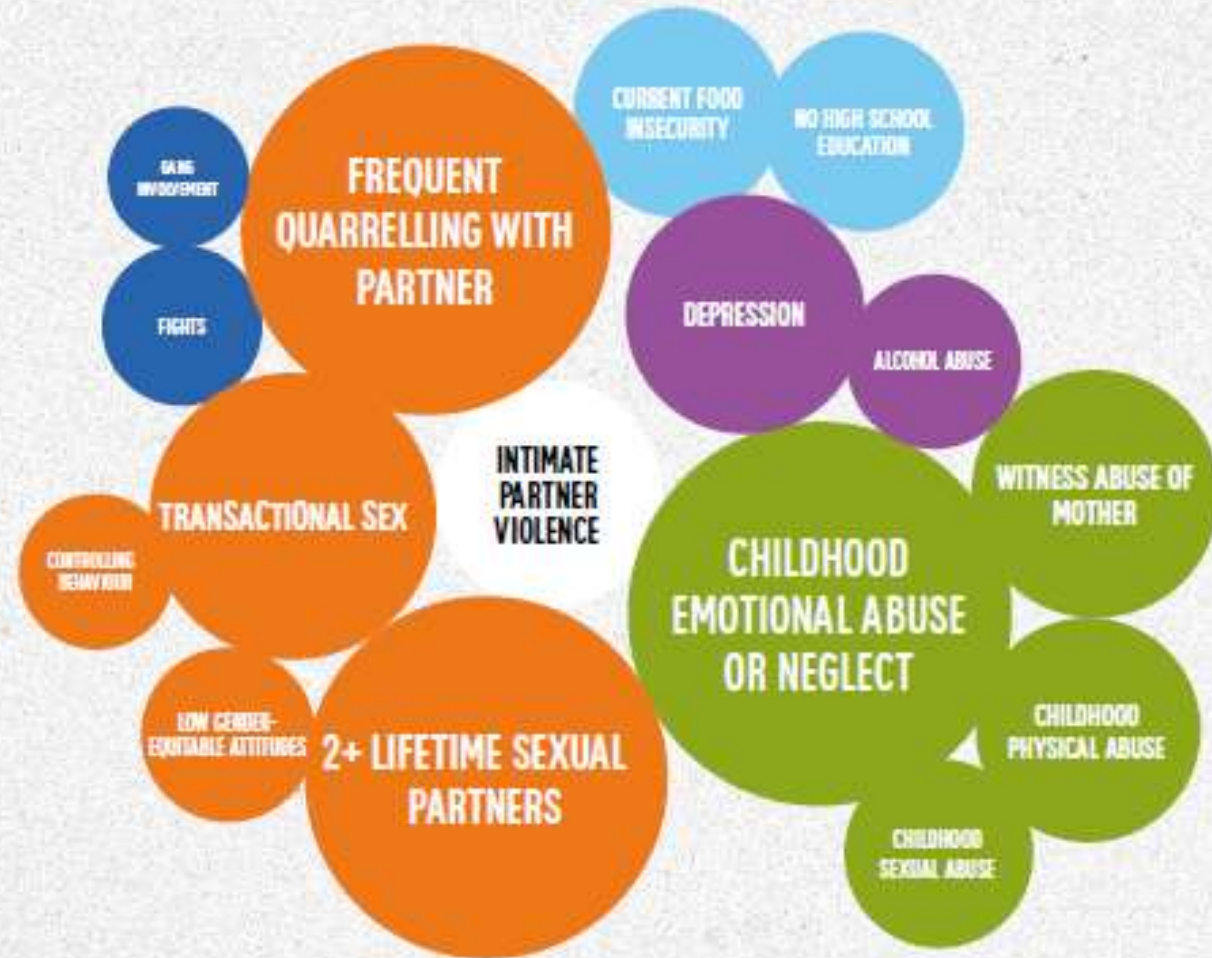 CURRENT FOOD
INSECURITY
NO HIGH SCHOOL
EDUCATION
GANG
INVOLVEMENT
FREQUENT
QUARRELLING WITH
PARTNER
FIGHTS
DEPRESSION
ALCOHOL ABUSE
INTIMATE
PARTNER
VIOLENCE
WITNESS ABUSE OF
MOTHER
TRANSACTIONAL SEX
CONTROLLING
BEHAVIOUR
CHILDHOOD
EMOTIONAL ABUSE
OR NEGLECT
LOW GENDER-
EQUITABLE ATTITUDES
2+ LIFETIME SEXUAL
PARTNERS
CHILDHOOD
PHYSICAL ABUSE
CHILDHOOD
SEXUAL ABUSE